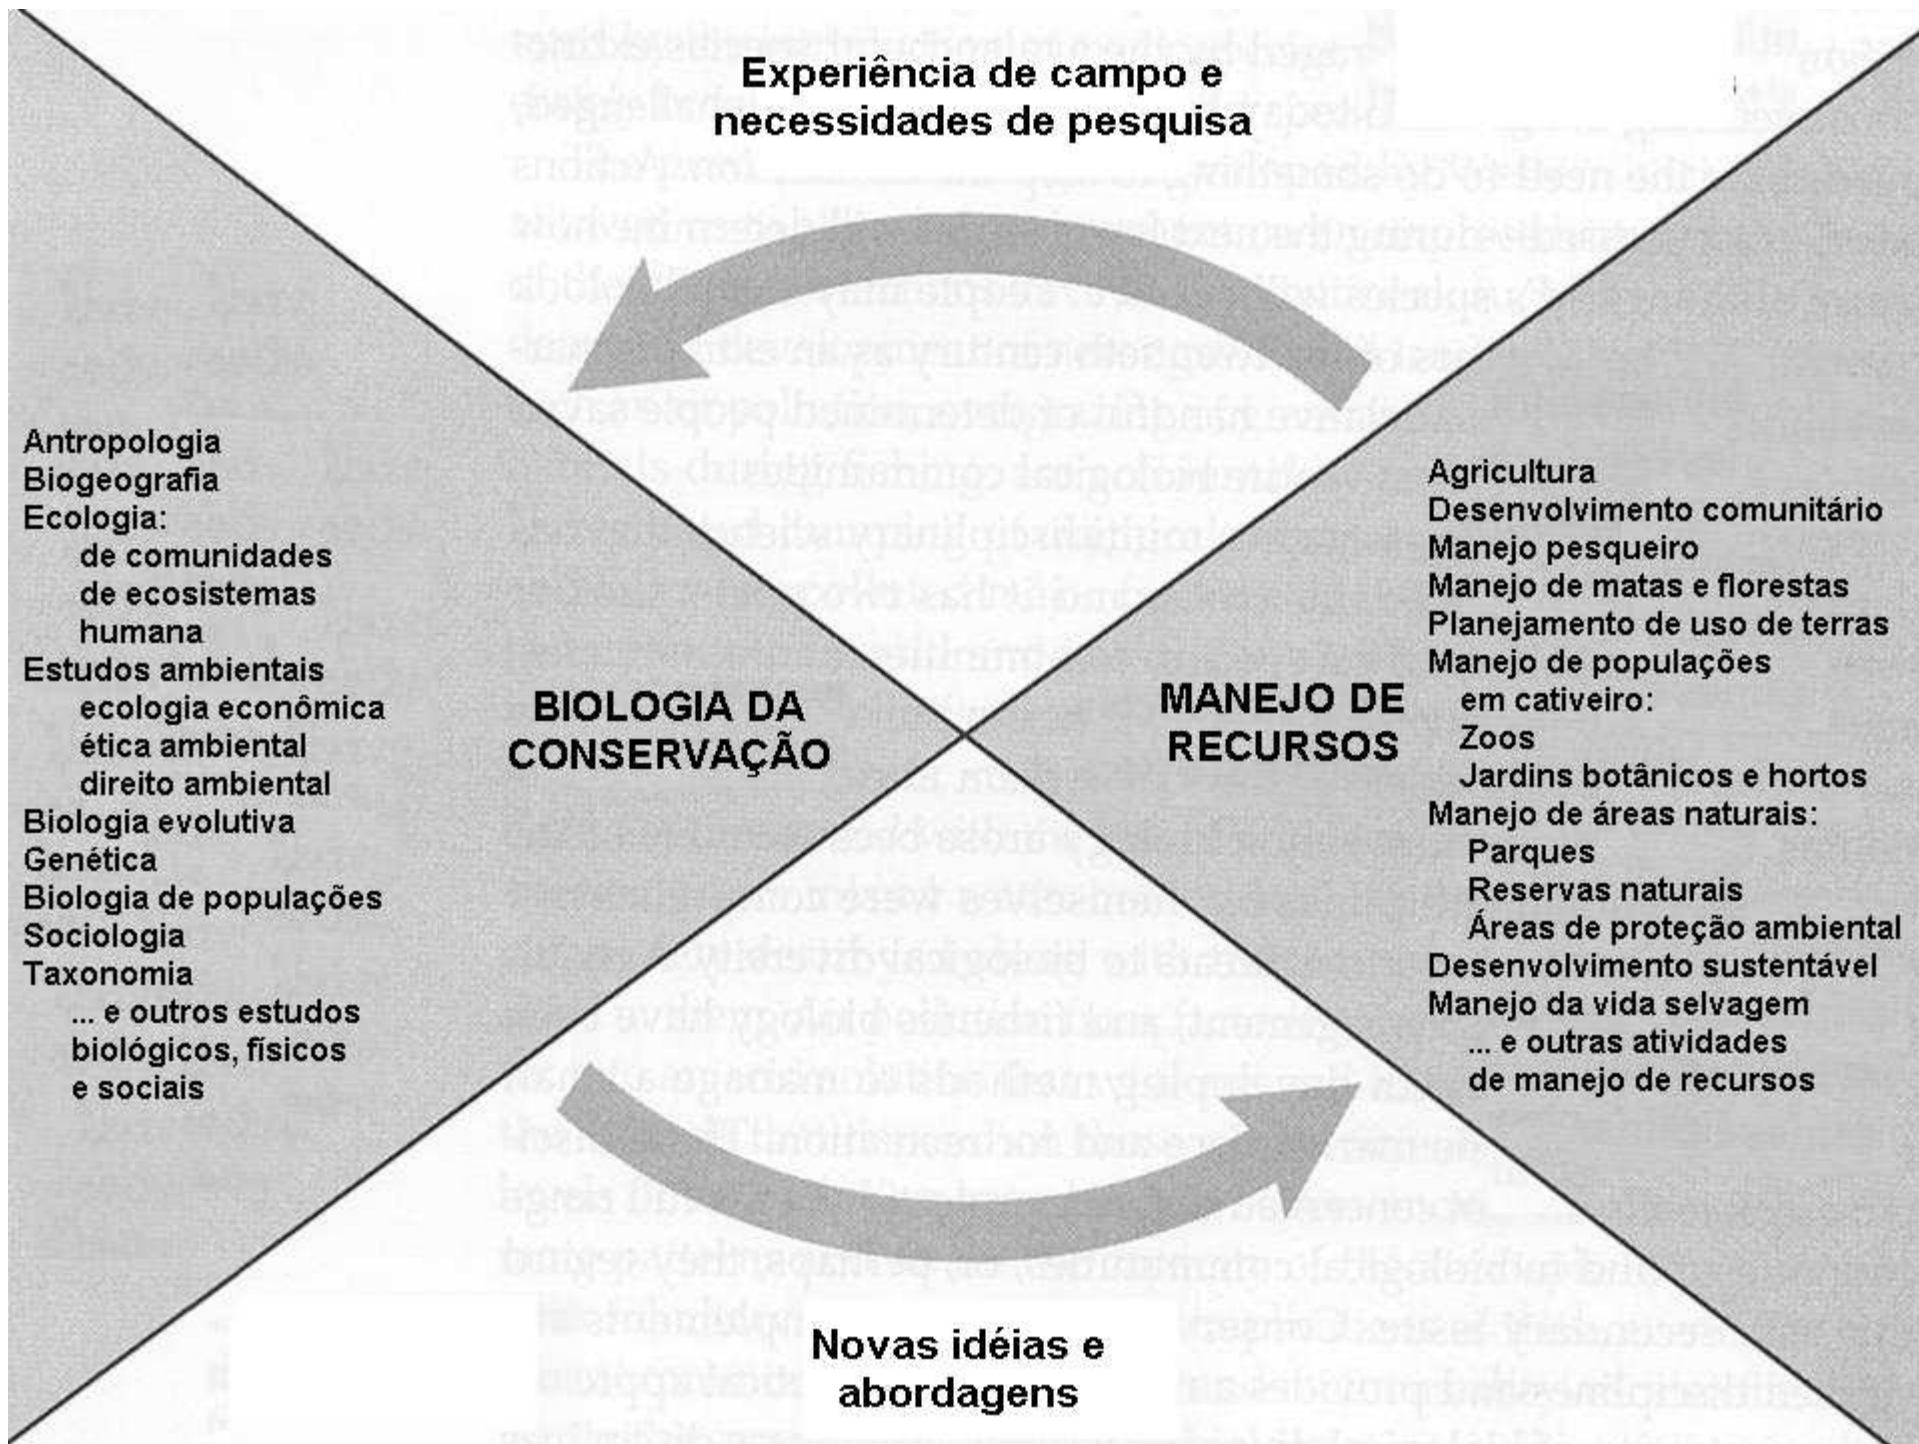 Experiência de campo e
necessidades de pesquisa
Antropologia
Biogeografia
Ecologia:
de comunidades
de ecosistemas
humana
Estudos ambientais
ecologia econômica
ética ambiental
direito ambiental
Biologia evolutiva
Genética
Biologia de populações
Sociologia
Taxonomia
... e outros estudos
biológicos, físicos
e sociais
BIOLOGIA DA
CONSERVAÇÃO
MANEJO DE
RECURSOS
Agricultura
Desenvolvimento comunitário
Manejo pesqueiro
Manejo de matas e florestas
Planejamento de uso de terras
Manejo de populações
em cativeiro:
Zoos
Jardins botânicos e hortos
Manejo de áreas naturais:
Parques
Reservas naturais
Áreas de proteção ambiental
Desenvolvimento sustentável
Manejo da vida selvagem
... e outras atividades
de manejo de recursos
Novas idéias e
abordagens